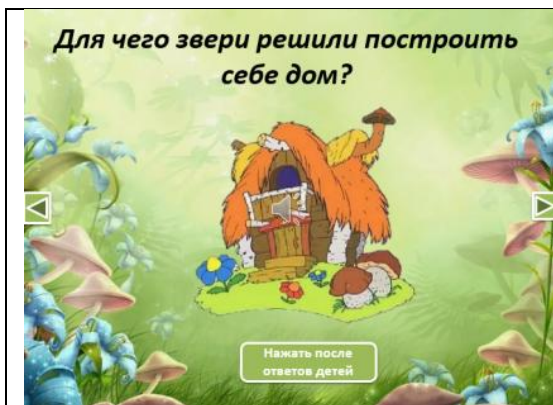 Для чего звери решили построить
себе дом?
Нажать после
ответов детей